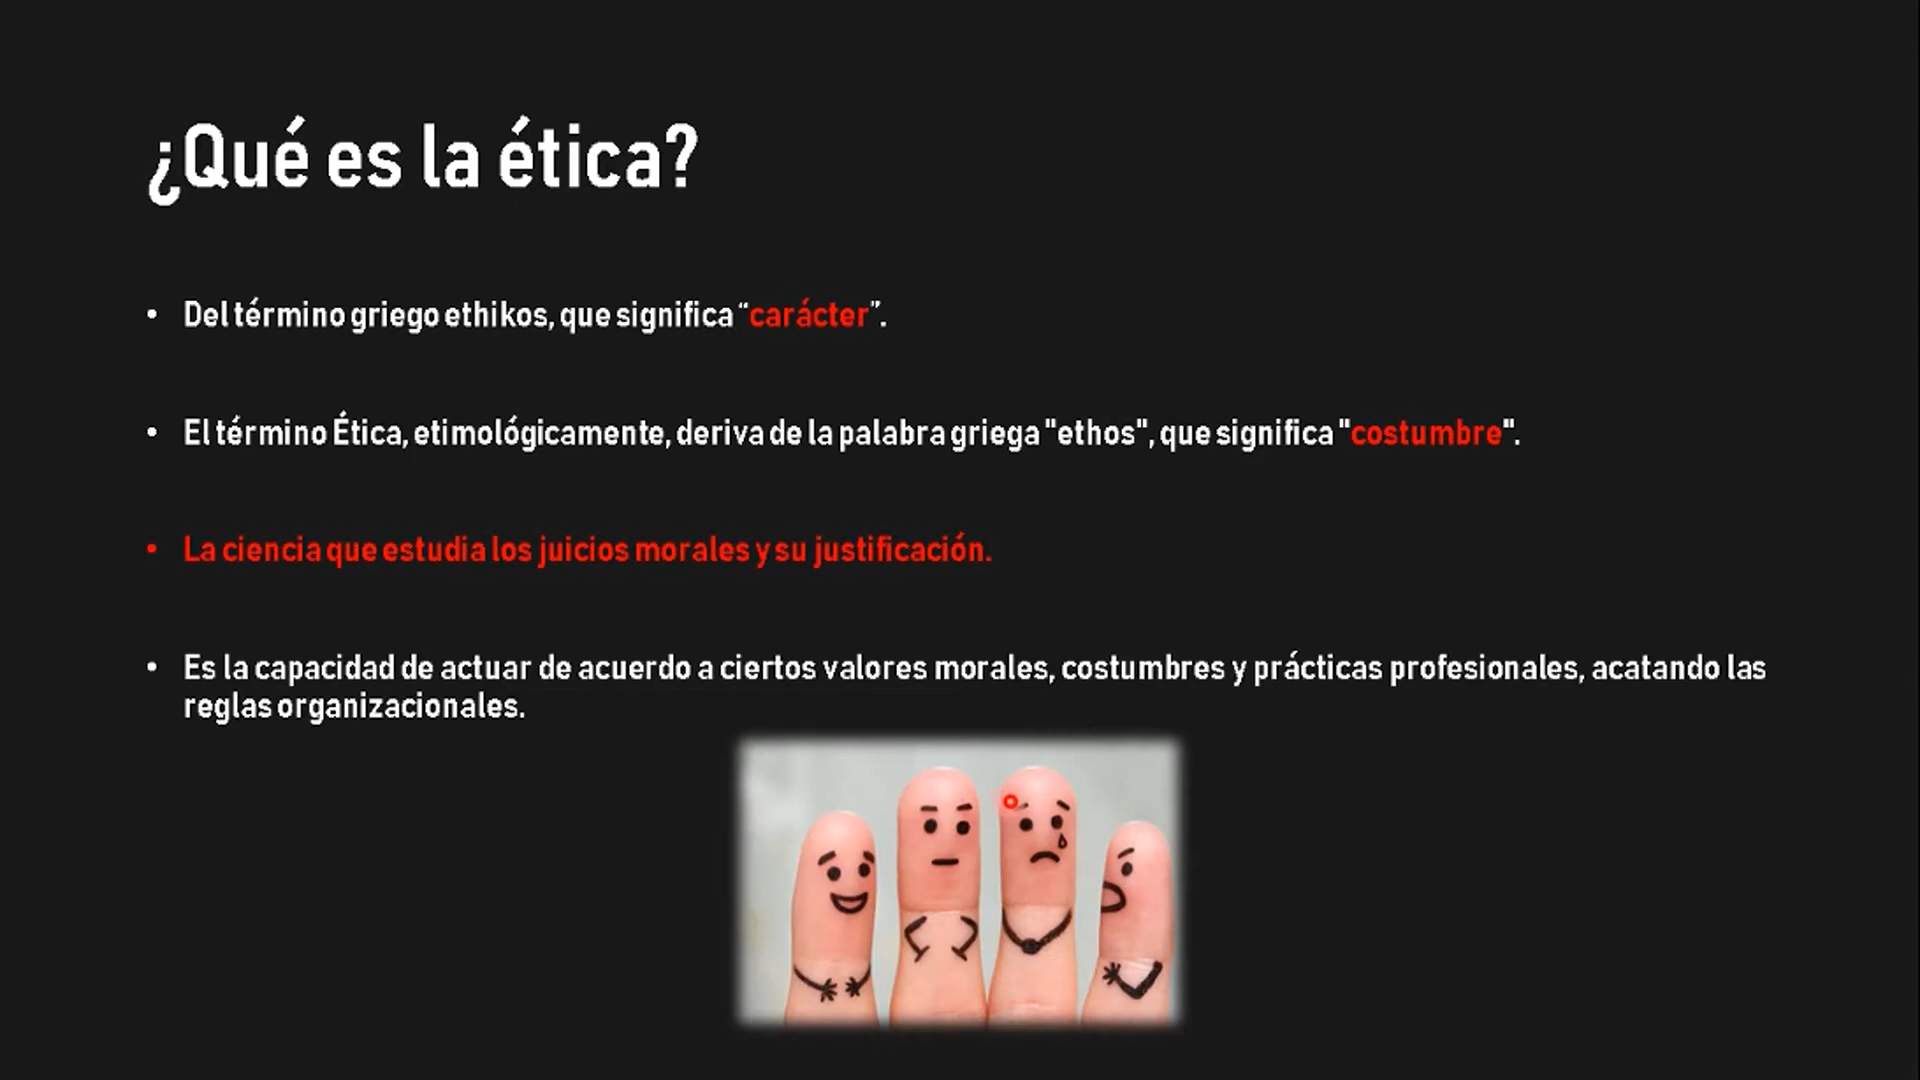 ¿Qué es la ética?
• Del término griego ethikos, que significa “carácter”.
• El término Ética, etimológicamente, deriva de la palabra griega "ethos", que significa "costumbre".
• La ciencia que estudia los juicios morales y su justificación.
• Es la capacidad de actuar de acuerdo a ciertos valores morales, costumbres y prácticas profesionales, acatando las
reglas organizacionales.